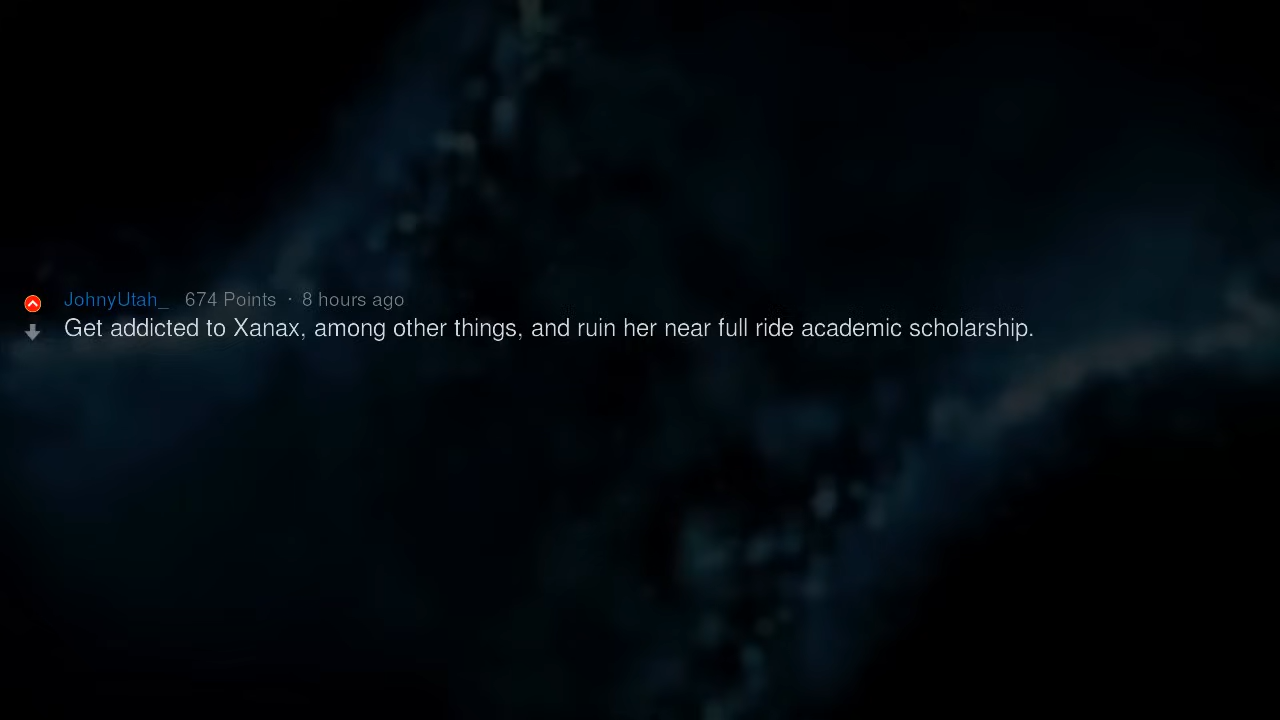 JohnyUtah_ 674 Points · 8 hours ago
Get addicted to Xanax, among other things, and ruin her near full ride academic scholarship.